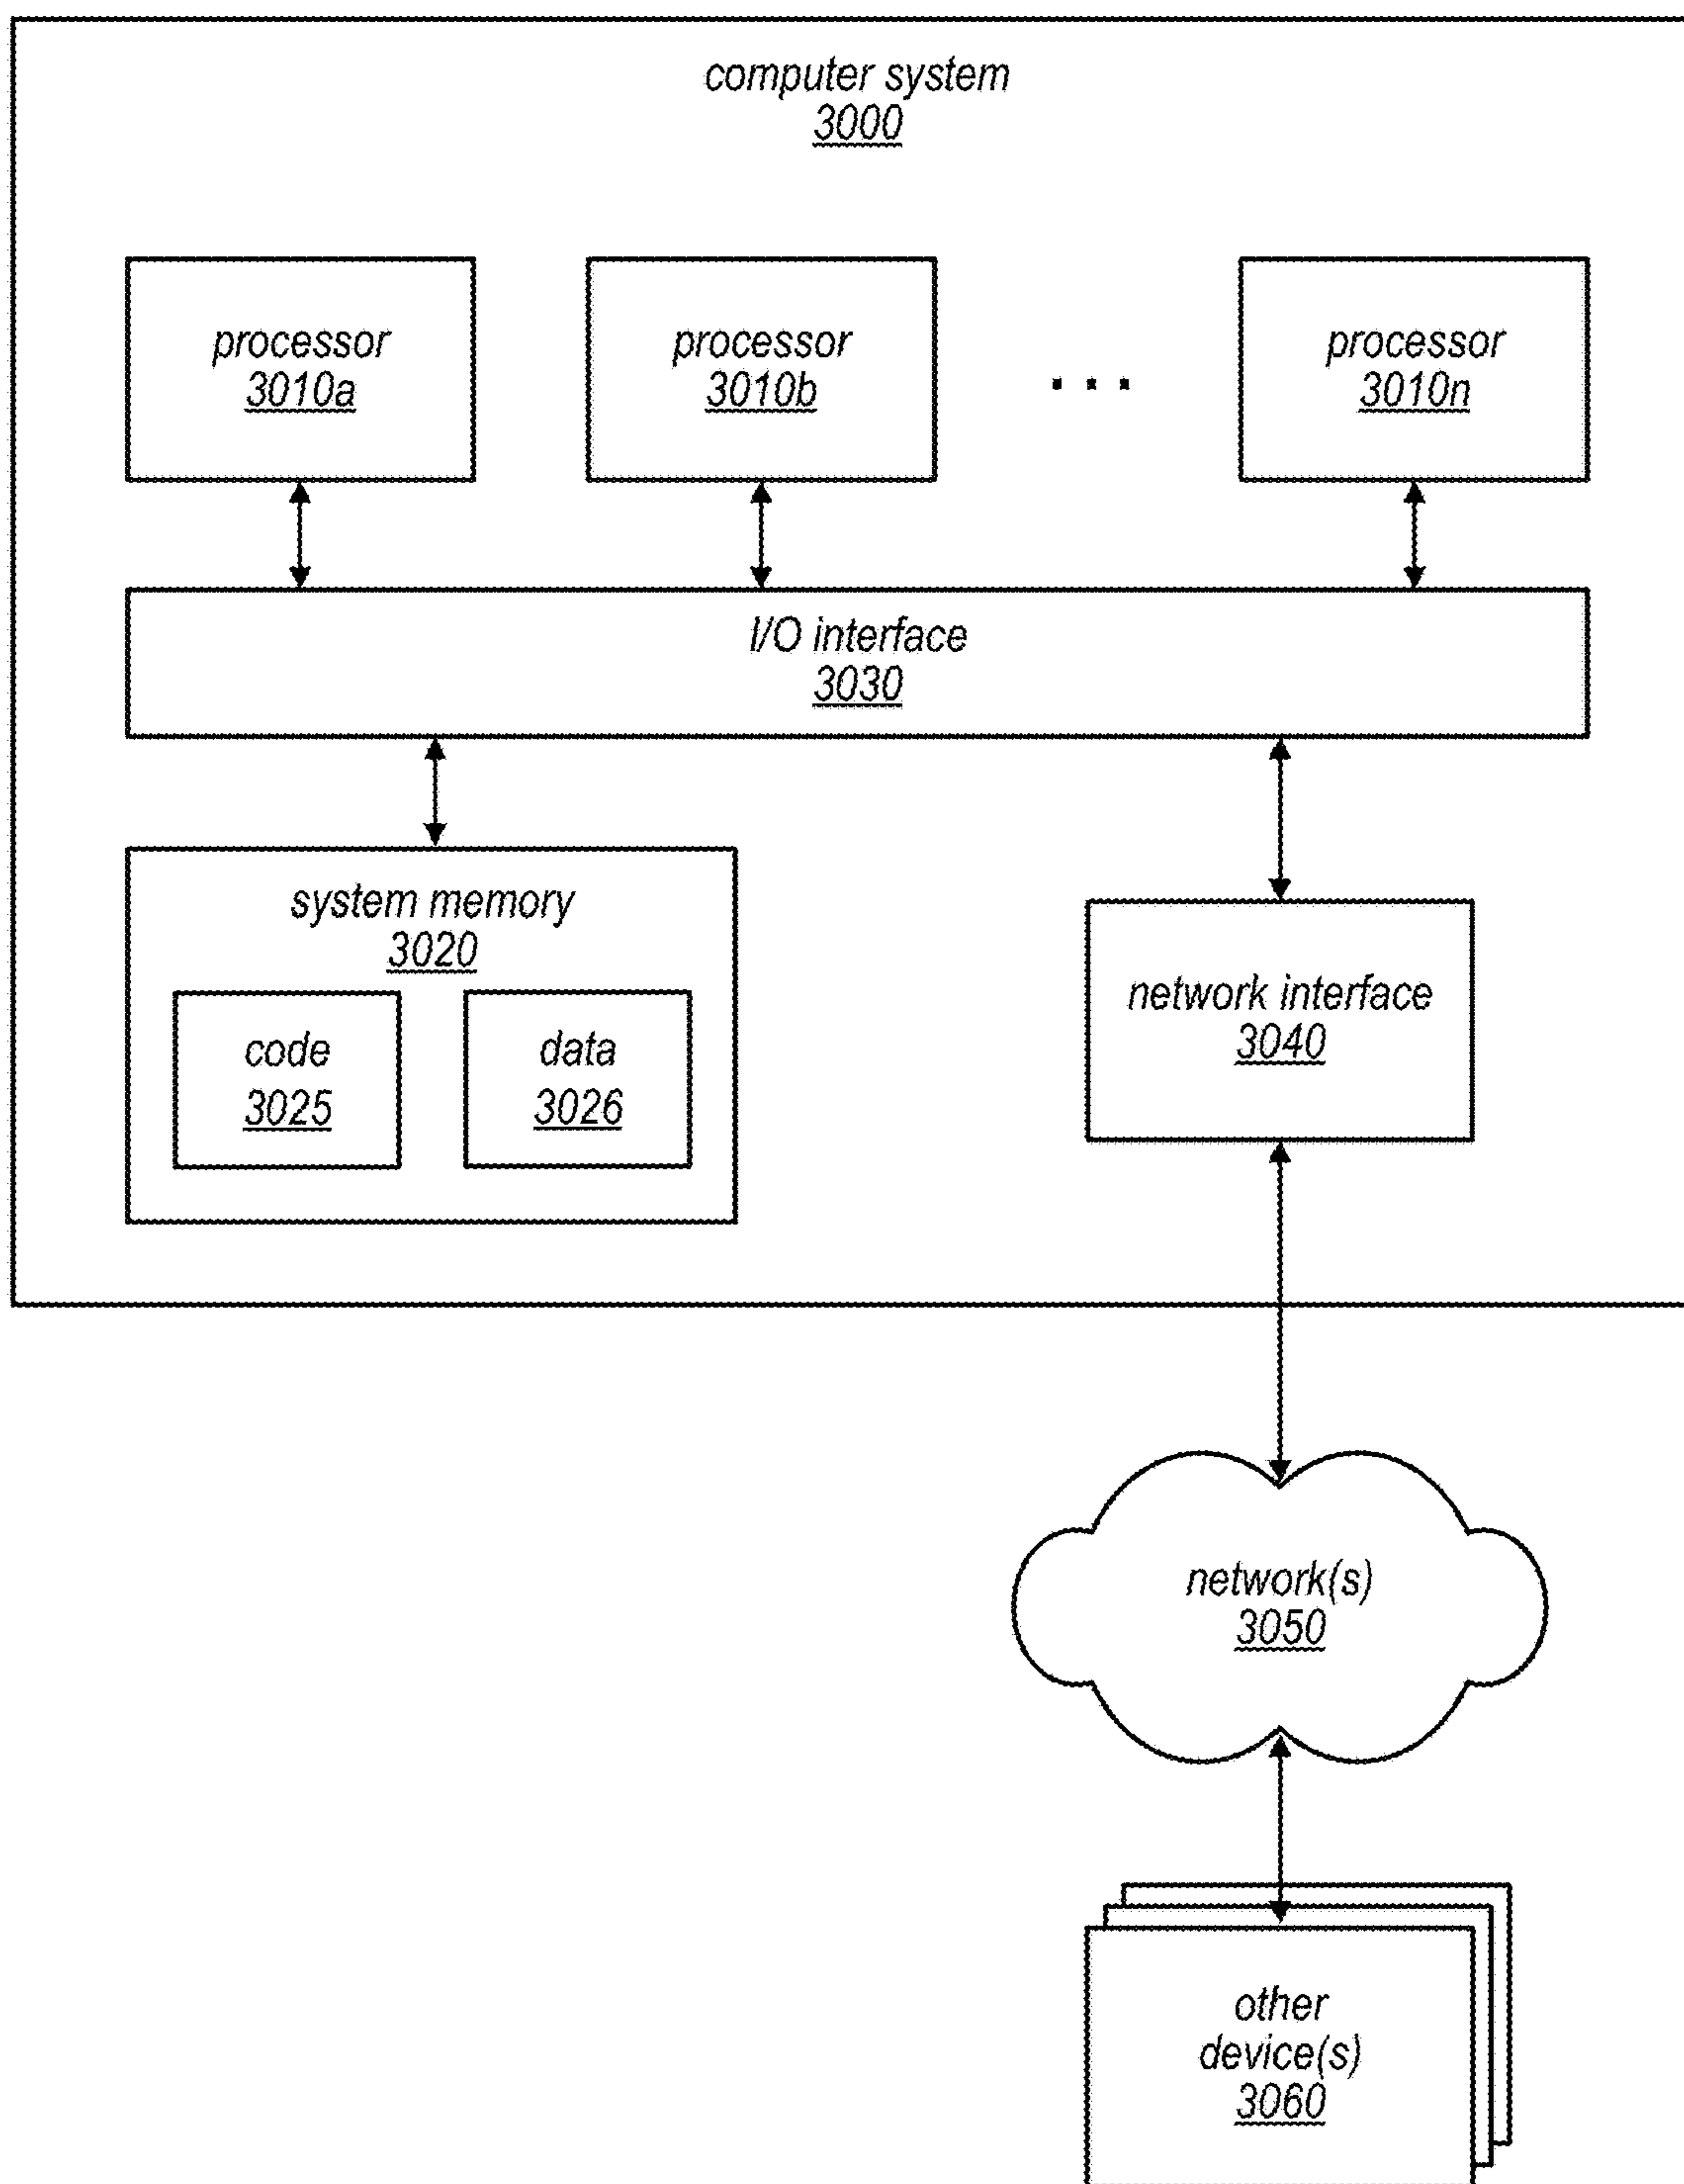 computer system
3000
processor
3010a
processor
3010b
. . .
processor
3010n
I/O interface
3030
system memory
3020
code
3025
data
3026
network interface
3040
network(s)
3050
other
device(s)
3060